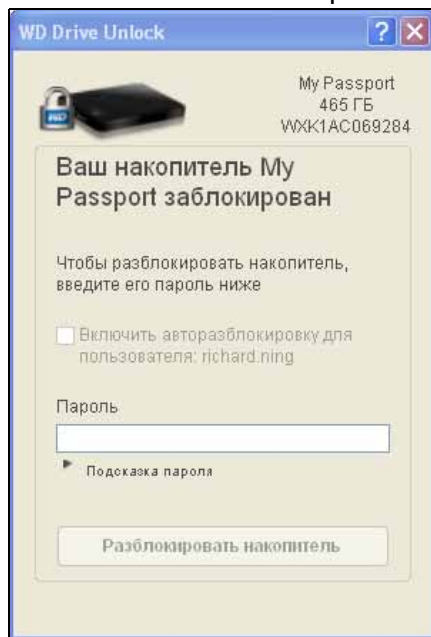 WD Drive Unlock
My Passport
465 ГБ
WXK1AC069284
WD
Ваш накопитель My
Passport заблокирован
Чтобы разблокировать накопитель,
введите его пароль ниже
Включить авторазблокировку для
пользователя: richard.ning
Пароль
Подсказка пароля
Разблокировать накопитель